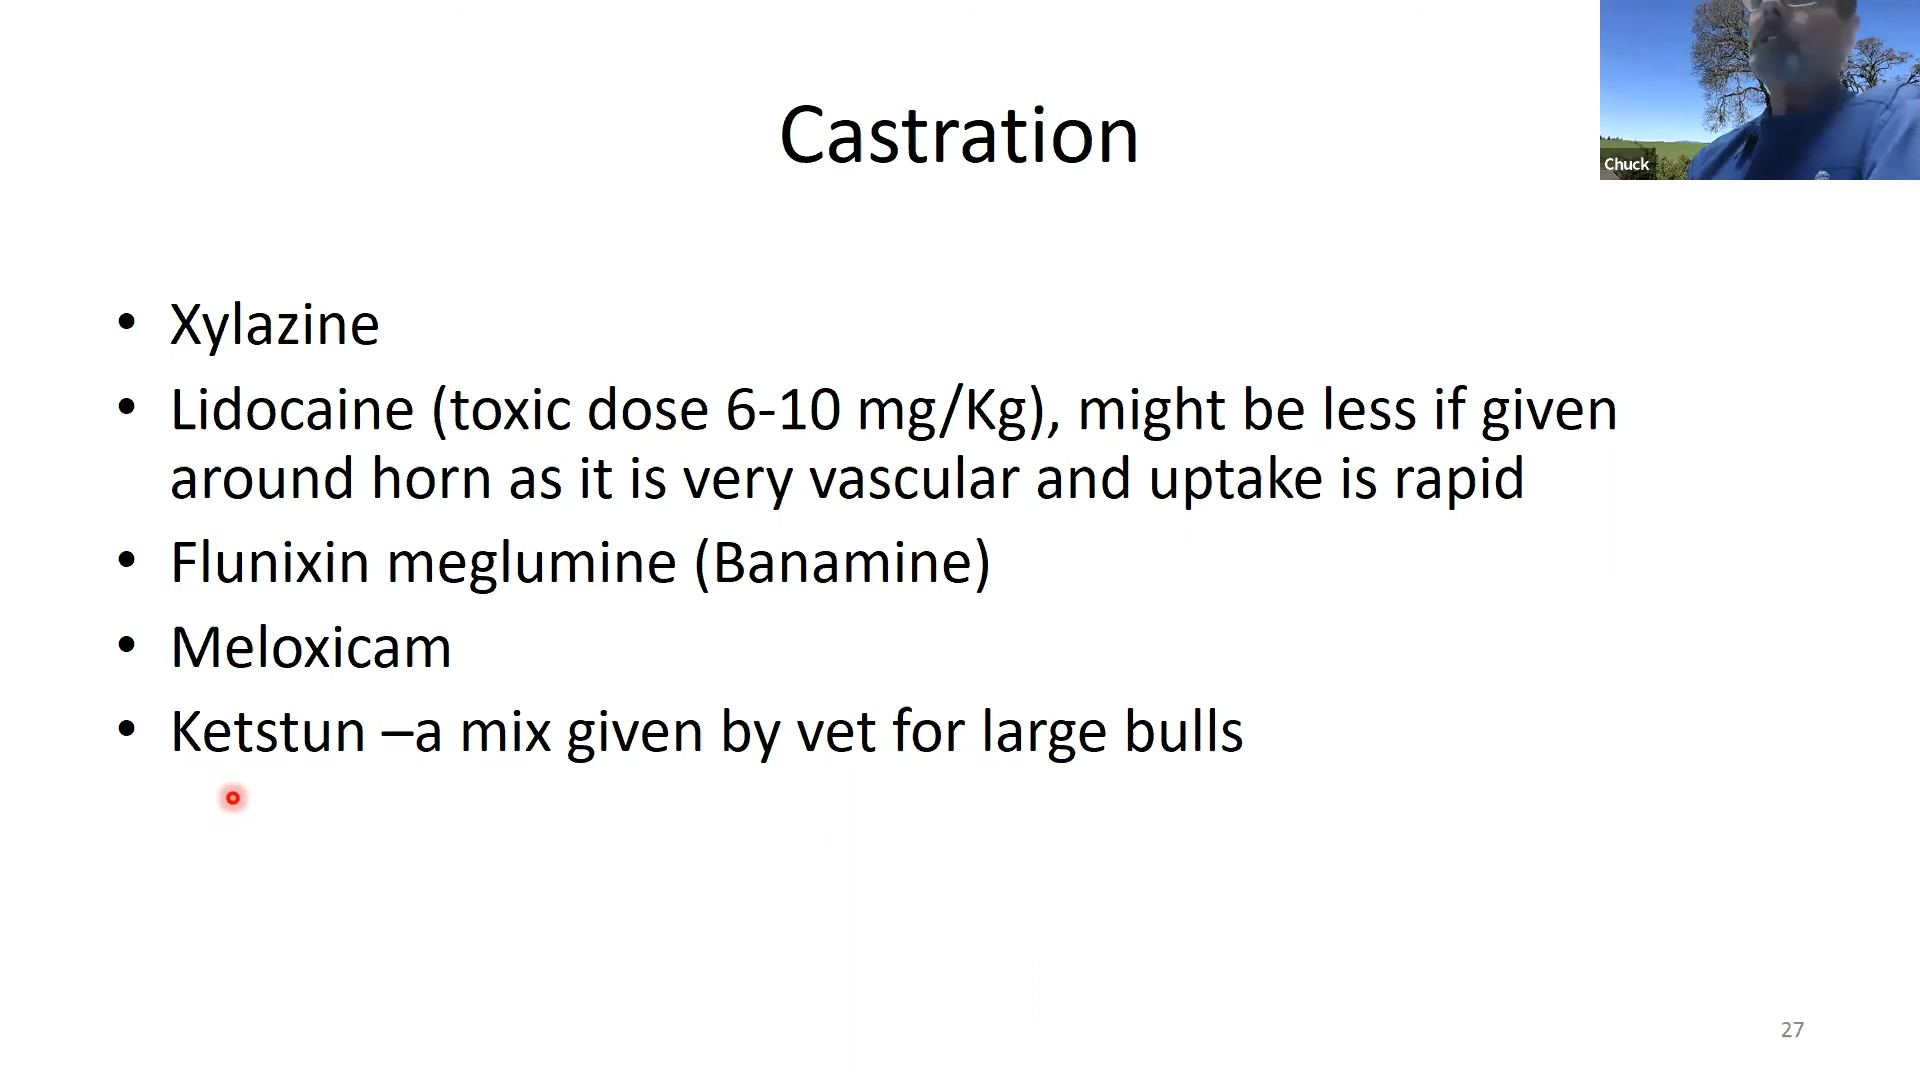 Castration
Chuck
• Xylazine
• Lidocaine (toxic dose 6-10 mg/Kg), might be less if given
around horn as it is very vascular and uptake is rapid
• Flunixin meglumine (Banamine)
• Meloxicam
• Ketstun –a mix given by vet for large bulls
27